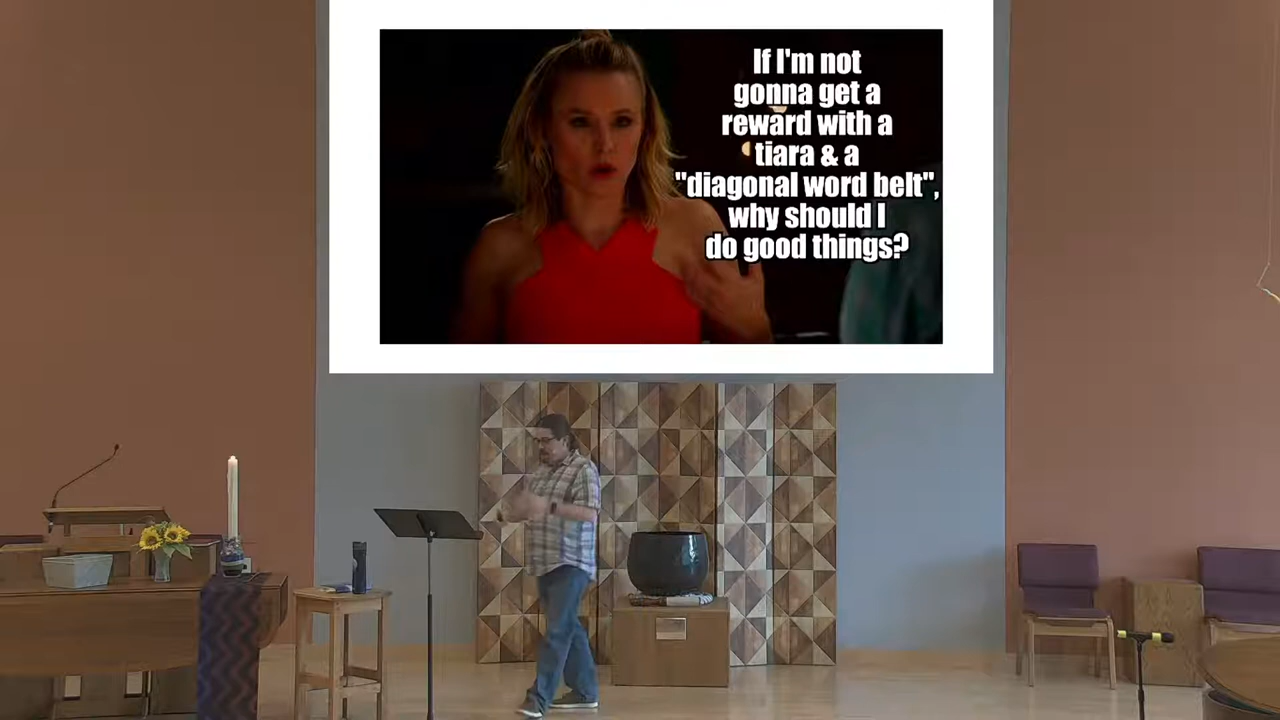 If I'm not
gonna get a
reward with a
tiara & a
"diagonal word belt",
why should I
do good things?